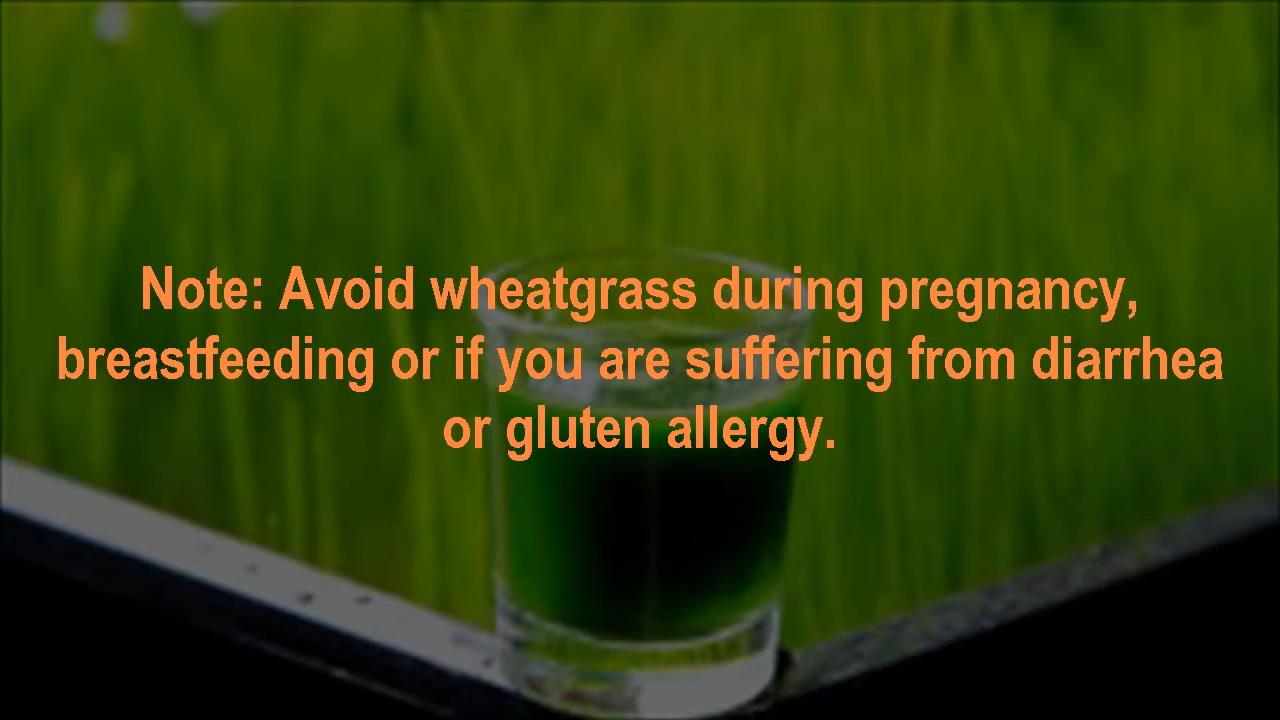 Note: Avoid wheatgrass during pregnancy,
breastfeeding or if you are suffering from diarrhea
or gluten allergy.